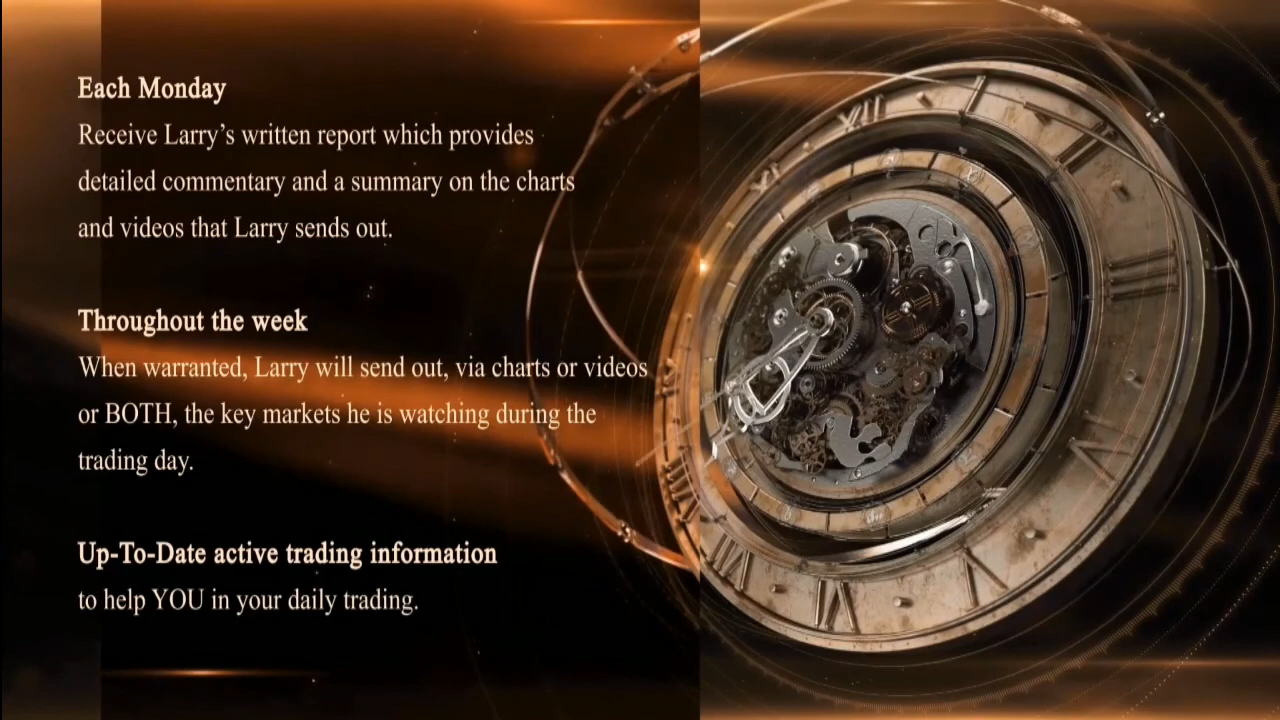 Each Monday
Receive Larry’s written report which provides
detailed commentary and a summary on the charts
and videos that Larry sends out.
Throughout the week
When warranted, Larry will send out, via charts or videos
or BOTH, the key markets he is watching during the
trading day.
Up-To-Date active trading information
to help YOU in your daily trading.